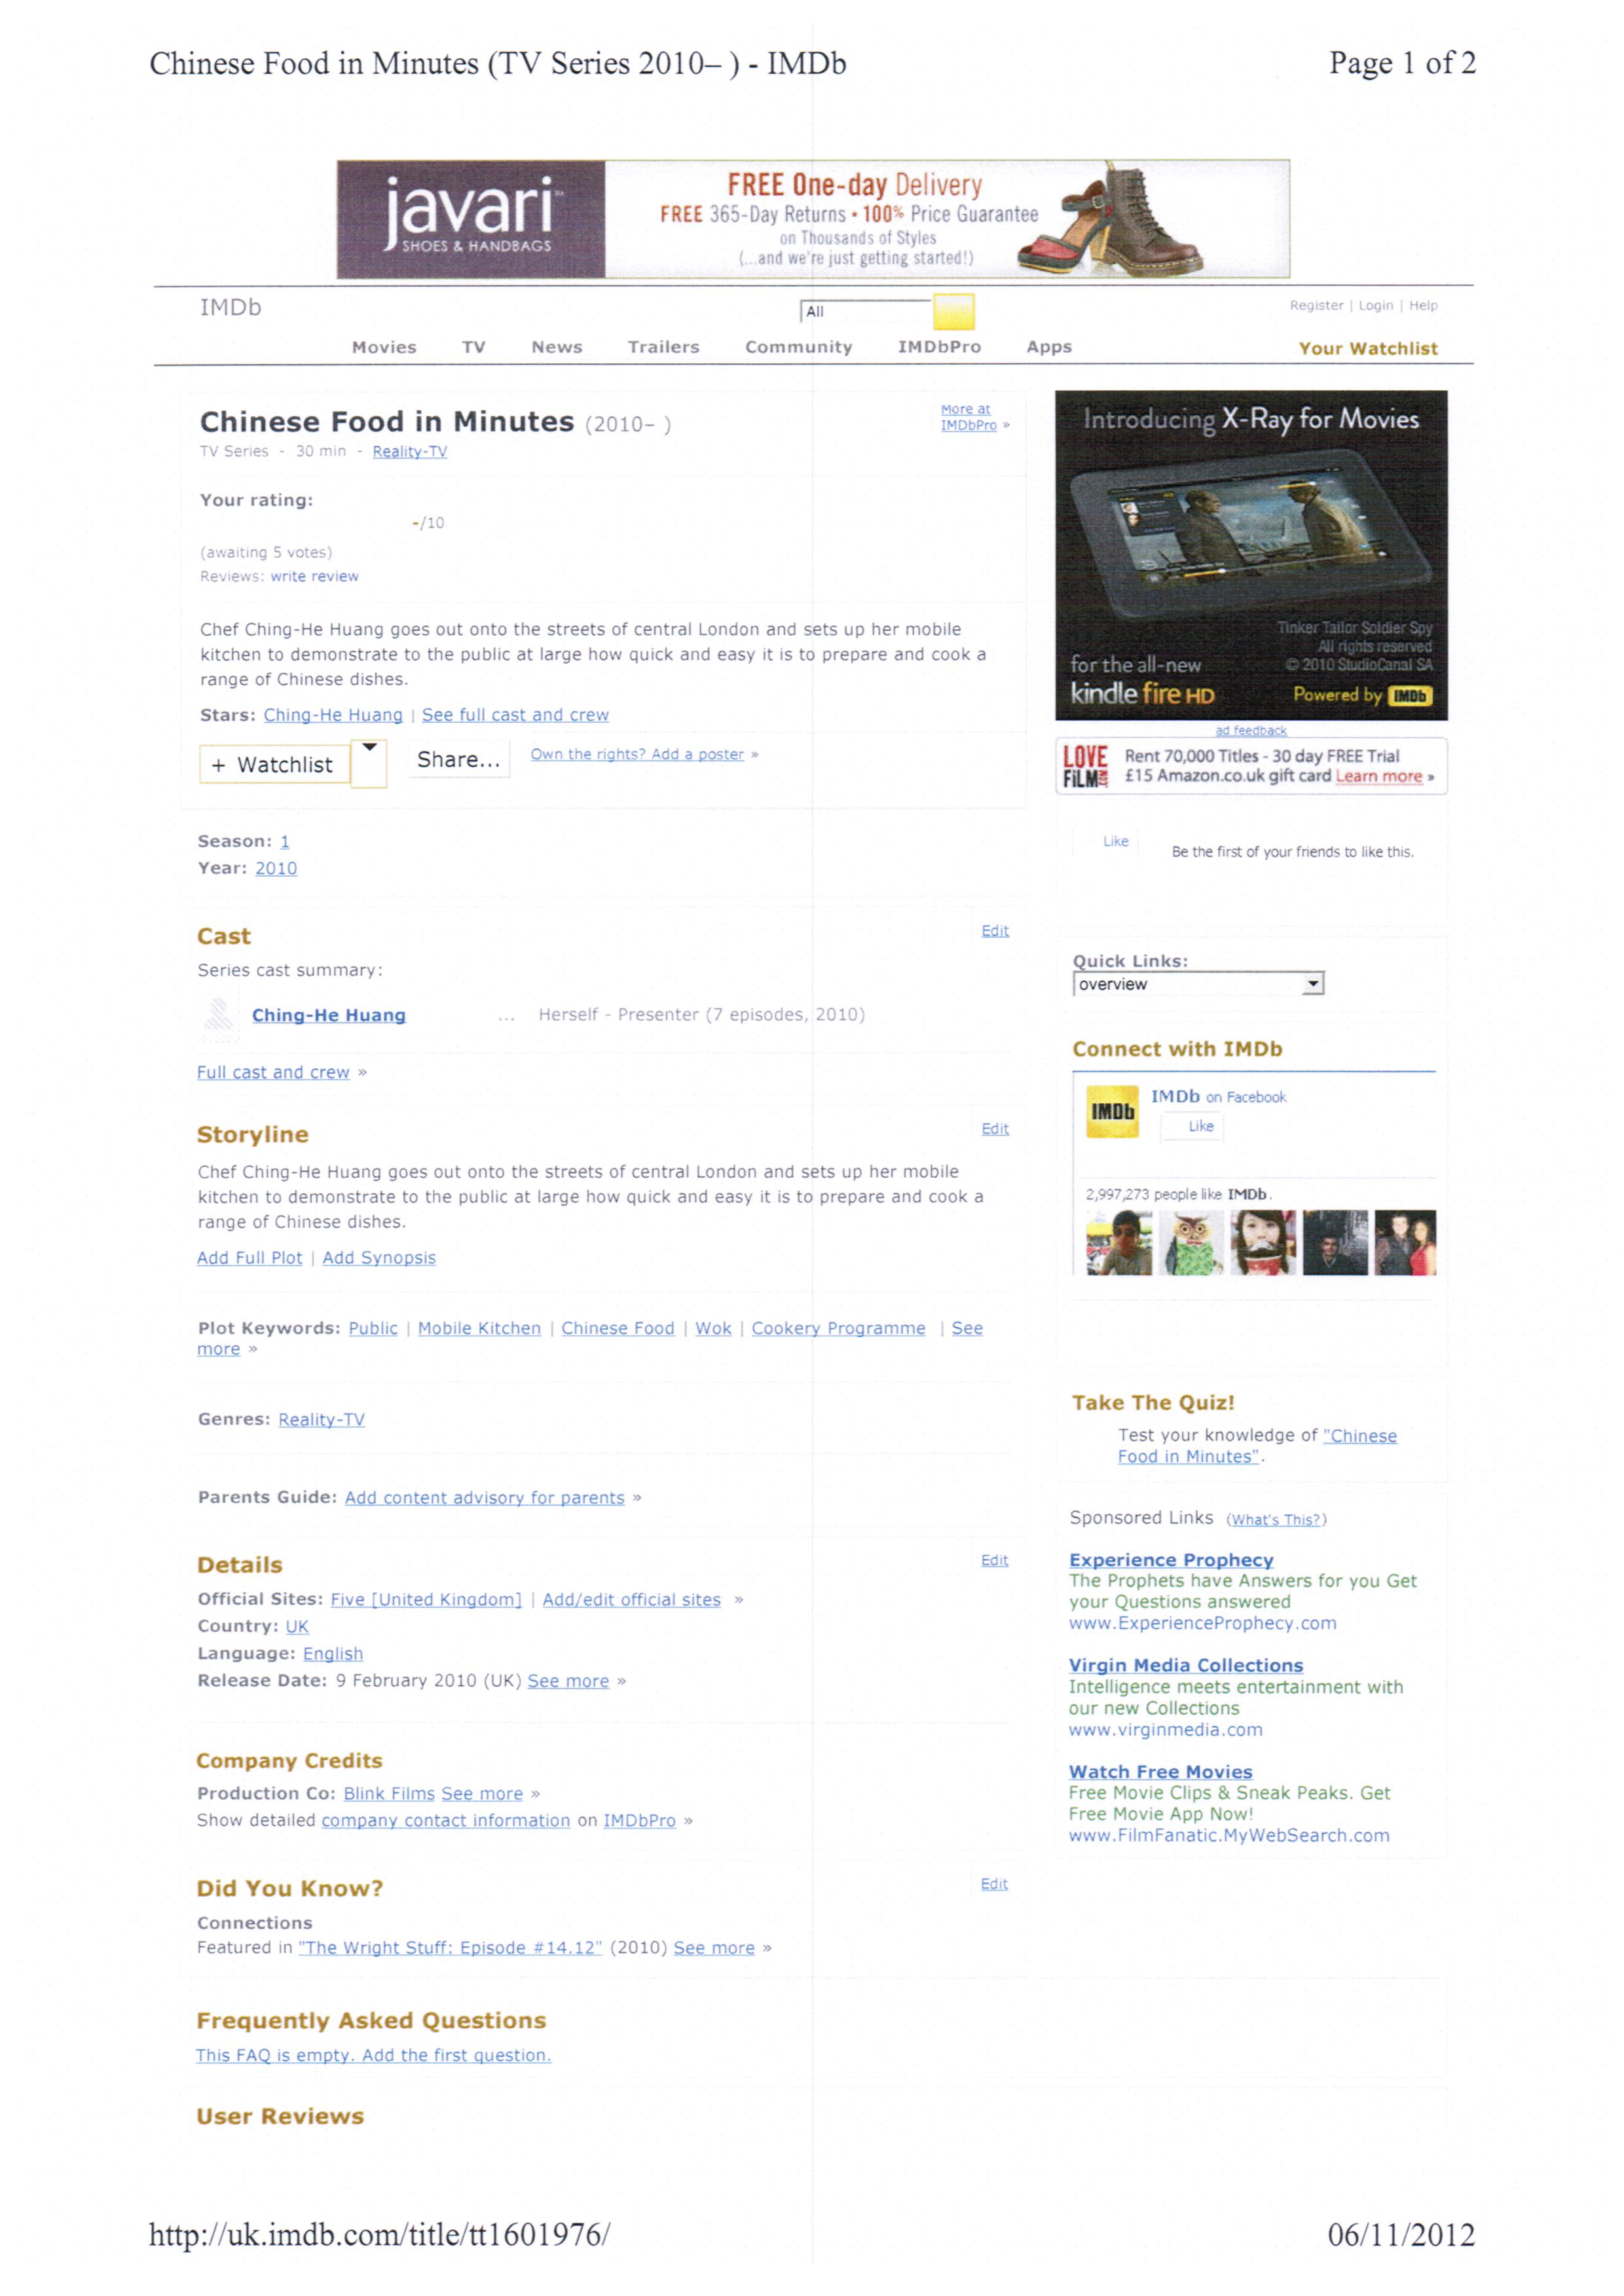 Chinese Food in Minutes (TV Series 2010– ) - IMDb
Page 1 of 2
javari
SHOES & HANDBAGS
FREE One-day Delivery
FREE 365-Day Returns • 100% Price Guarantee
on Thousands of Styles
(...and we're just getting started!)
IMDb
All
Register | Login | Help
Movies TV News Trailers Community IMDbPro Apps
Your Watchlist
Chinese Food in Minutes (2010– )
More at
IMDbPro »
TV Series - 30 min - Reality-TV
Your rating:
-/10
(awaiting 5 votes)
Reviews: write review
Chef Ching-He Huang goes out onto the streets of central London and sets up her mobile
kitchen to demonstrate to the public at large how quick and easy it is to prepare and cook a
range of Chinese dishes.
Stars: Ching-He Huang | See full cast and crew
+ Watchlist
Share...
Own the rights? Add a poster »
Season: 1
Year: 2010
Cast
Edit
Series cast summary:
Ching-He Huang ... Herself - Presenter (7 episodes, 2010)
Full cast and crew »
Storyline
Edit
Chef Ching-He Huang goes out onto the streets of central London and sets up her mobile
kitchen to demonstrate to the public at large how quick and easy it is to prepare and cook a
range of Chinese dishes.
Add Full Plot | Add Synopsis
Plot Keywords: Public | Mobile Kitchen | Chinese Food | Wok | Cookery Programme | See
more »
Genres: Reality-TV
Parents Guide: Add content advisory for parents »
Details
Edit
Official Sites: Five [United Kingdom] | Add/edit official sites »
Country: UK
Language: English
Release Date: 9 February 2010 (UK) See more »
Company Credits
Production Co: Blink Films See more »
Show detailed company contact information on IMDbPro »
Did You Know?
Edit
Connections
Featured in "The Wright Stuff: Episode #14.12" (2010) See more »
Frequently Asked Questions
This FAQ is empty. Add the first question.
User Reviews
Introducing X-Ray for Movies
Tinker Tailor Soldier Spy
All rights reserved
© 2010 StudioCanal SA
for the all-new
kindle fire HD
Powered by IMDb
ad feedback
LOVE
FiLM
Rent 70,000 Titles - 30 day FREE Trial
£15 Amazon.co.uk gift card Learn more »
Like
Be the first of your friends to like this.
Quick Links:
overview
Connect with IMDb
IMDb
IMDb on Facebook
Like
2,997,273 people like IMDb.
Take The Quiz!
Test your knowledge of "Chinese
Food in Minutes".
Sponsored Links (What's This?)
Experience Prophecy
The Prophets have Answers for you Get
your Questions answered
www.ExperienceProphecy.com
Virgin Media Collections
Intelligence meets entertainment with
our new Collections
www.virginmedia.com
Watch Free Movies
Free Movie Clips & Sneak Peaks. Get
Free Movie App Now!
www.FilmFanatic.MyWebSearch.com
http://uk.imdb.com/title/tt1601976/
06/11/2012